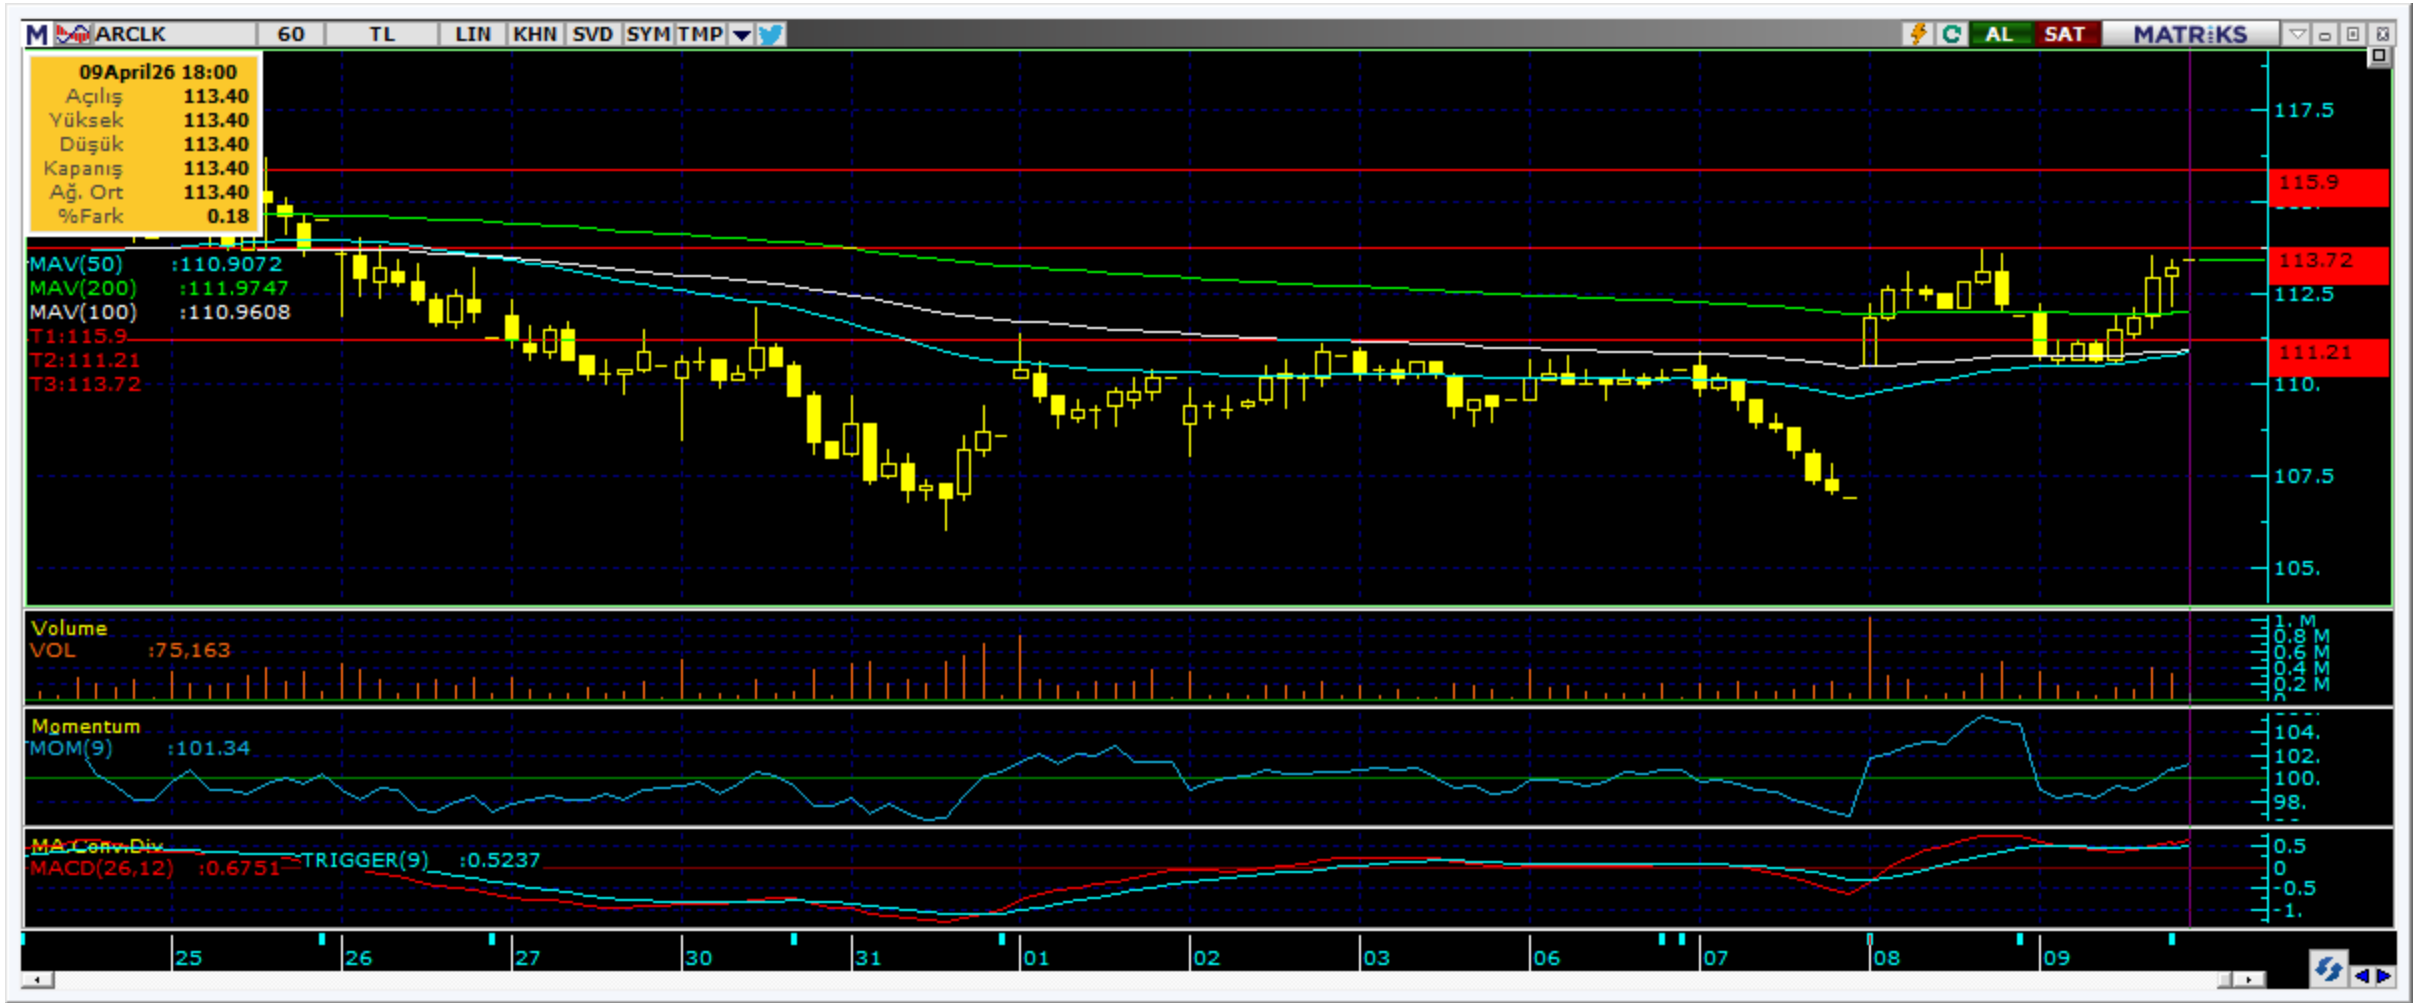 M ARCLK 60 TL LIN KHN SVD SYM TMP AL SAT MATRiKS
09April26 18:00
Açılış 113.40
Yüksek 113.40
Düşük 113.40
Kapanış 113.40
Ağ. Ort 113.40
%Fark 0.18
MAV(50) :110.9072
MAV(200) :111.9747
MAV(100) :110.9608
T1:115.9
T2:111.21
T3:113.72
117.5
115.9
113.72
112.5
111.21
110.
107.5
105.
Volume
VOL :75,163
1. M
0.8 M
0.6 M
0.4 M
0.2 M
0
Momentum
MOM(9) :101.34
104.
102.
100.
98.
MA.Conv.Div
MACD(26,12) :0.6751 TRIGGER(9) :0.5237
0.5
0
-0.5
-1.
25 26 27 30 31 01 02 03 06 07 08 09